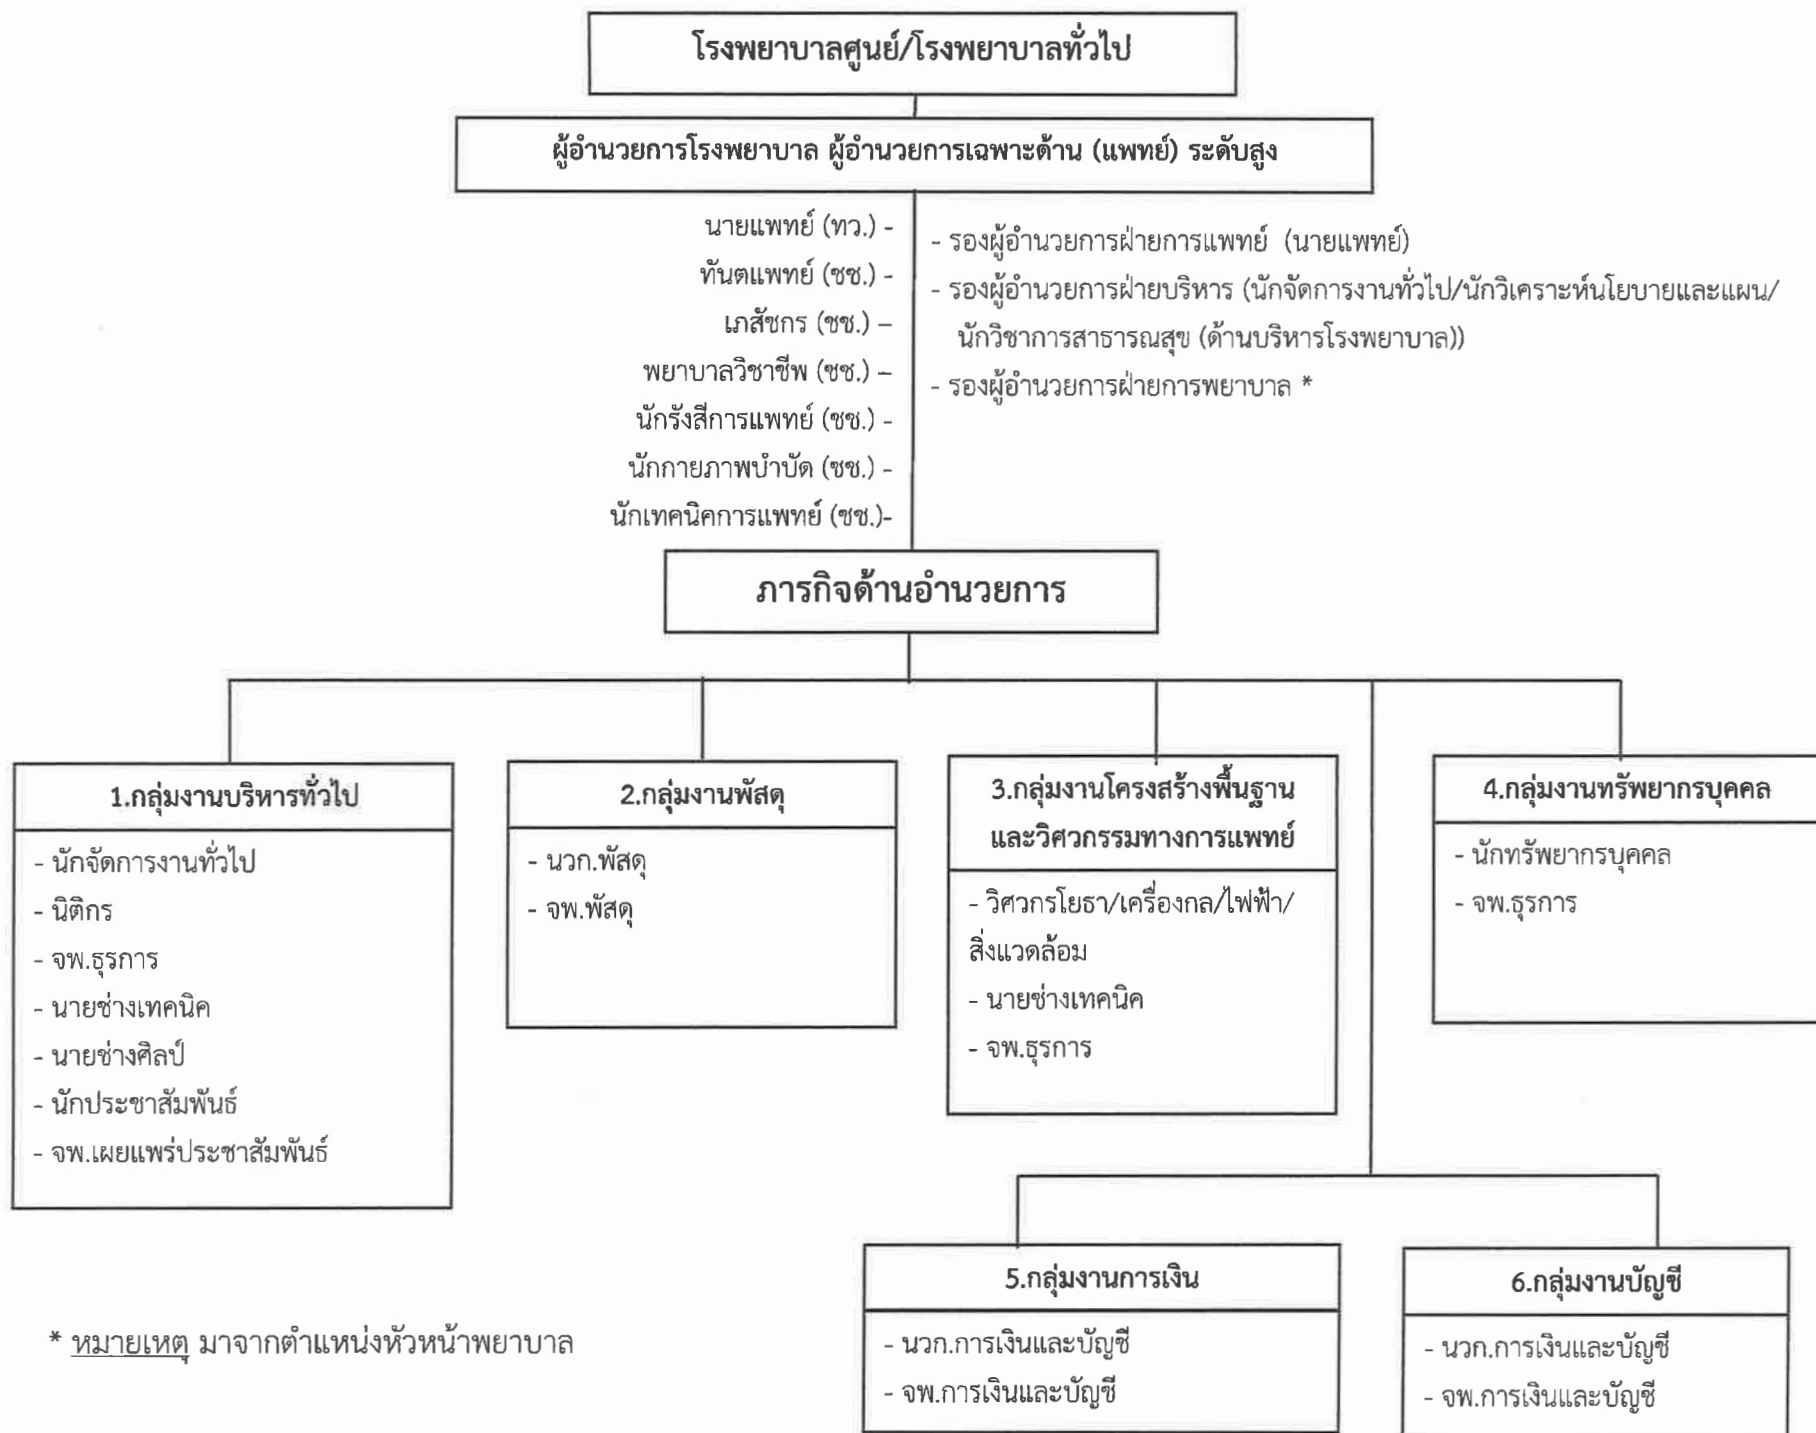 โรงพยาบาลศูนย์/โรงพยาบาลทั่วไป
ผู้อำนวยการโรงพยาบาล ผู้อำนวยการเฉพาะด้าน (แพทย์) ระดับสูง
นายแพทย์ (ทว.) -
ทันตแพทย์ (ชช.) -
เภสัชกร (ชช.) –
พยาบาลวิชาชีพ (ชช.) –
นักรังสีการแพทย์ (ชช.) -
นักกายภาพบำบัด (ชช.) -
นักเทคนิคการแพทย์ (ชช.)-
- รองผู้อำนวยการฝ่ายการแพทย์ (นายแพทย์)
- รองผู้อำนวยการฝ่ายบริหาร (นักจัดการงานทั่วไป/นักวิเคราะห์นโยบายและแผน/
นักวิชาการสาธารณสุข (ด้านบริหารโรงพยาบาล))
- รองผู้อำนวยการฝ่ายการพยาบาล *
ภารกิจด้านอำนวยการ
1.กลุ่มงานบริหารทั่วไป
- นักจัดการงานทั่วไป
- นิติกร
- จพ.ธุรการ
- นายช่างเทคนิค
- นายช่างศิลป์
- นักประชาสัมพันธ์
- จพ.เผยแพร่ประชาสัมพันธ์
2.กลุ่มงานพัสดุ
- นวก.พัสดุ
- จพ.พัสดุ
3.กลุ่มงานโครงสร้างพื้นฐาน
และวิศวกรรมทางการแพทย์
- วิศวกรโยธา/เครื่องกล/ไฟฟ้า/
สิ่งแวดล้อม
- นายช่างเทคนิค
- จพ.ธุรการ
4.กลุ่มงานทรัพยากรบุคคล
- นักทรัพยากรบุคคล
- จพ.ธุรการ
5.กลุ่มงานการเงิน
- นวก.การเงินและบัญชี
- จพ.การเงินและบัญชี
6.กลุ่มงานบัญชี
- นวก.การเงินและบัญชี
- จพ.การเงินและบัญชี
* หมายเหตุ มาจากตำแหน่งหัวหน้าพยาบาล